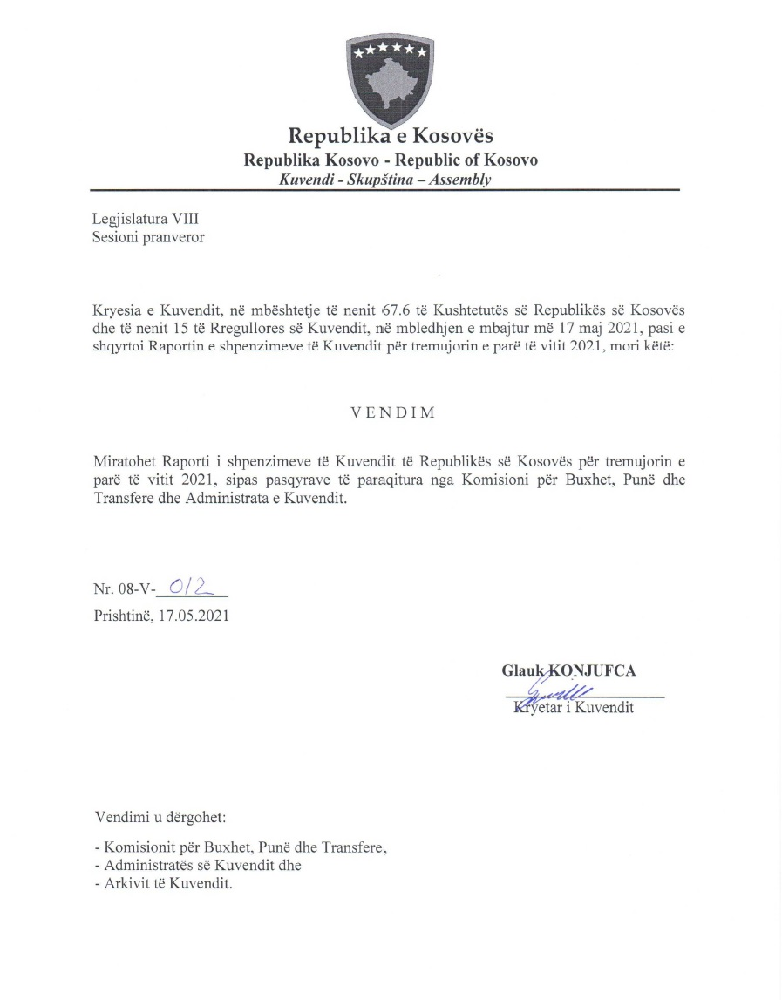 Republika e Kosovës
Republika Kosovo - Republic of Kosovo
Kuvendi - Skupština – Assembly
Legjislatura VIII
Sesioni pranveror
Kryesia e Kuvendit, në mbështetje të nenit 67.6 të Kushtetutës së Republikës së Kosovës
dhe të nenit 15 të Rregullores së Kuvendit, në mbledhjen e mbajtur më 17 maj 2021, pasi e
shqyrtoi Raportin e shpenzimeve të Kuvendit për tremujorin e parë të vitit 2021, mori këtë:
V E N D I M
Miratohet Raporti i shpenzimeve të Kuvendit të Republikës së Kosovës për tremujorin e
parë të vitit 2021, sipas pasqyrave të paraqitura nga Komisioni për Buxhet, Punë dhe
Transfere dhe Administrata e Kuvendit.
Nr. 08-V- 012
Prishtinë, 17.05.2021
Glauk KONJUFCA
Kryetar i Kuvendit
Vendimi u dërgohet:
- Komisionit për Buxhet, Punë dhe Transfere,
- Administratës së Kuvendit dhe
- Arkivit të Kuvendit.